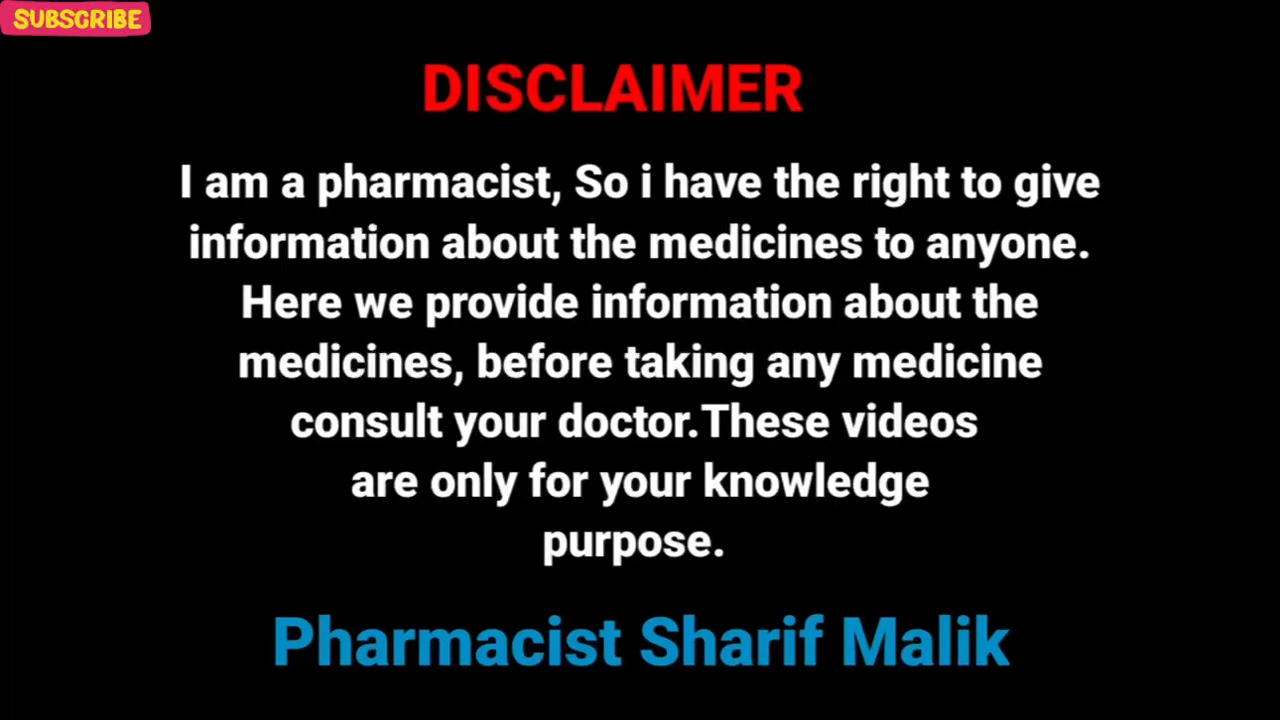 SUBSCRIBE
DISCLAIMER
I am a pharmacist, So i have the right to give
information about the medicines to anyone.
Here we provide information about the
medicines, before taking any medicine
consult your doctor.These videos
are only for your knowledge
purpose.
Pharmacist Sharif Malik